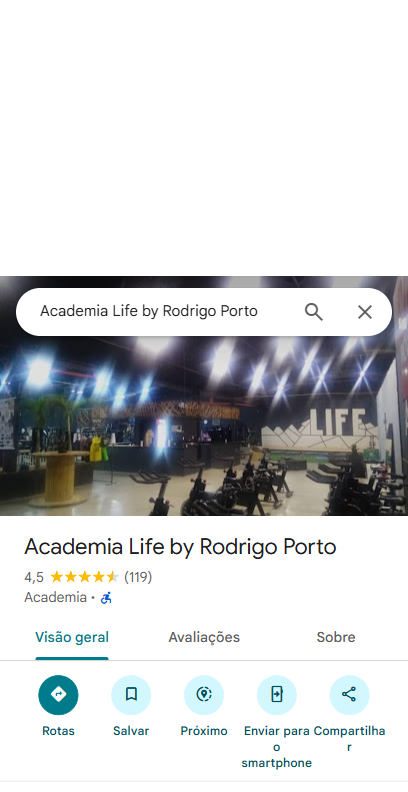 Academia Life by Rodrigo Porto
LIFE
Academia Life by Rodrigo Porto
4,5 (119)
Academia •
Visão geral Avaliações Sobre
Rotas Salvar Próximo Enviar para o smartphone Compartilhar